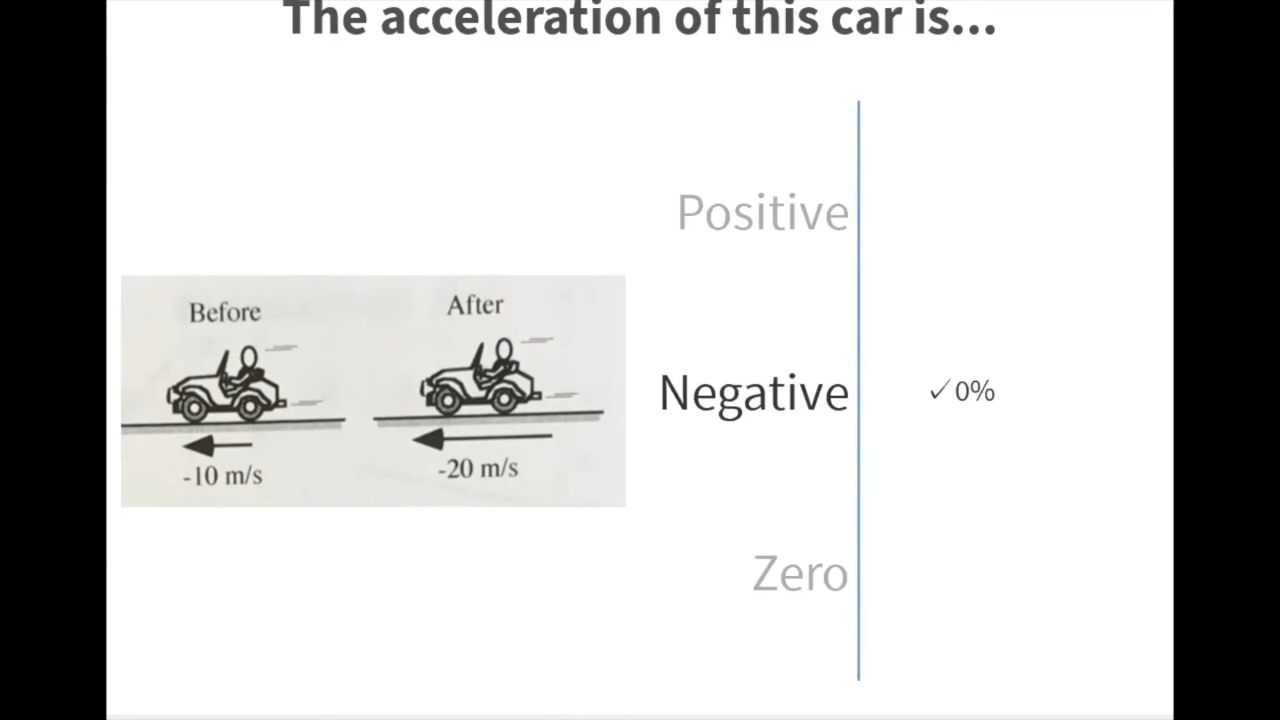 The acceleration of this car is...
Positive
Before
After
Negative
✓0%
-10 m/s
-20 m/s
Zero